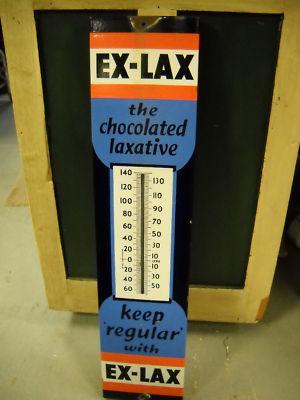 EX-LAX
the
chocolated
laxative
140 130
120 110
100 90
80 70
60 50
40 30
20 10
0 ZERO
20 10
40 30
60 50
keep
'regular'
with
EX-LAX